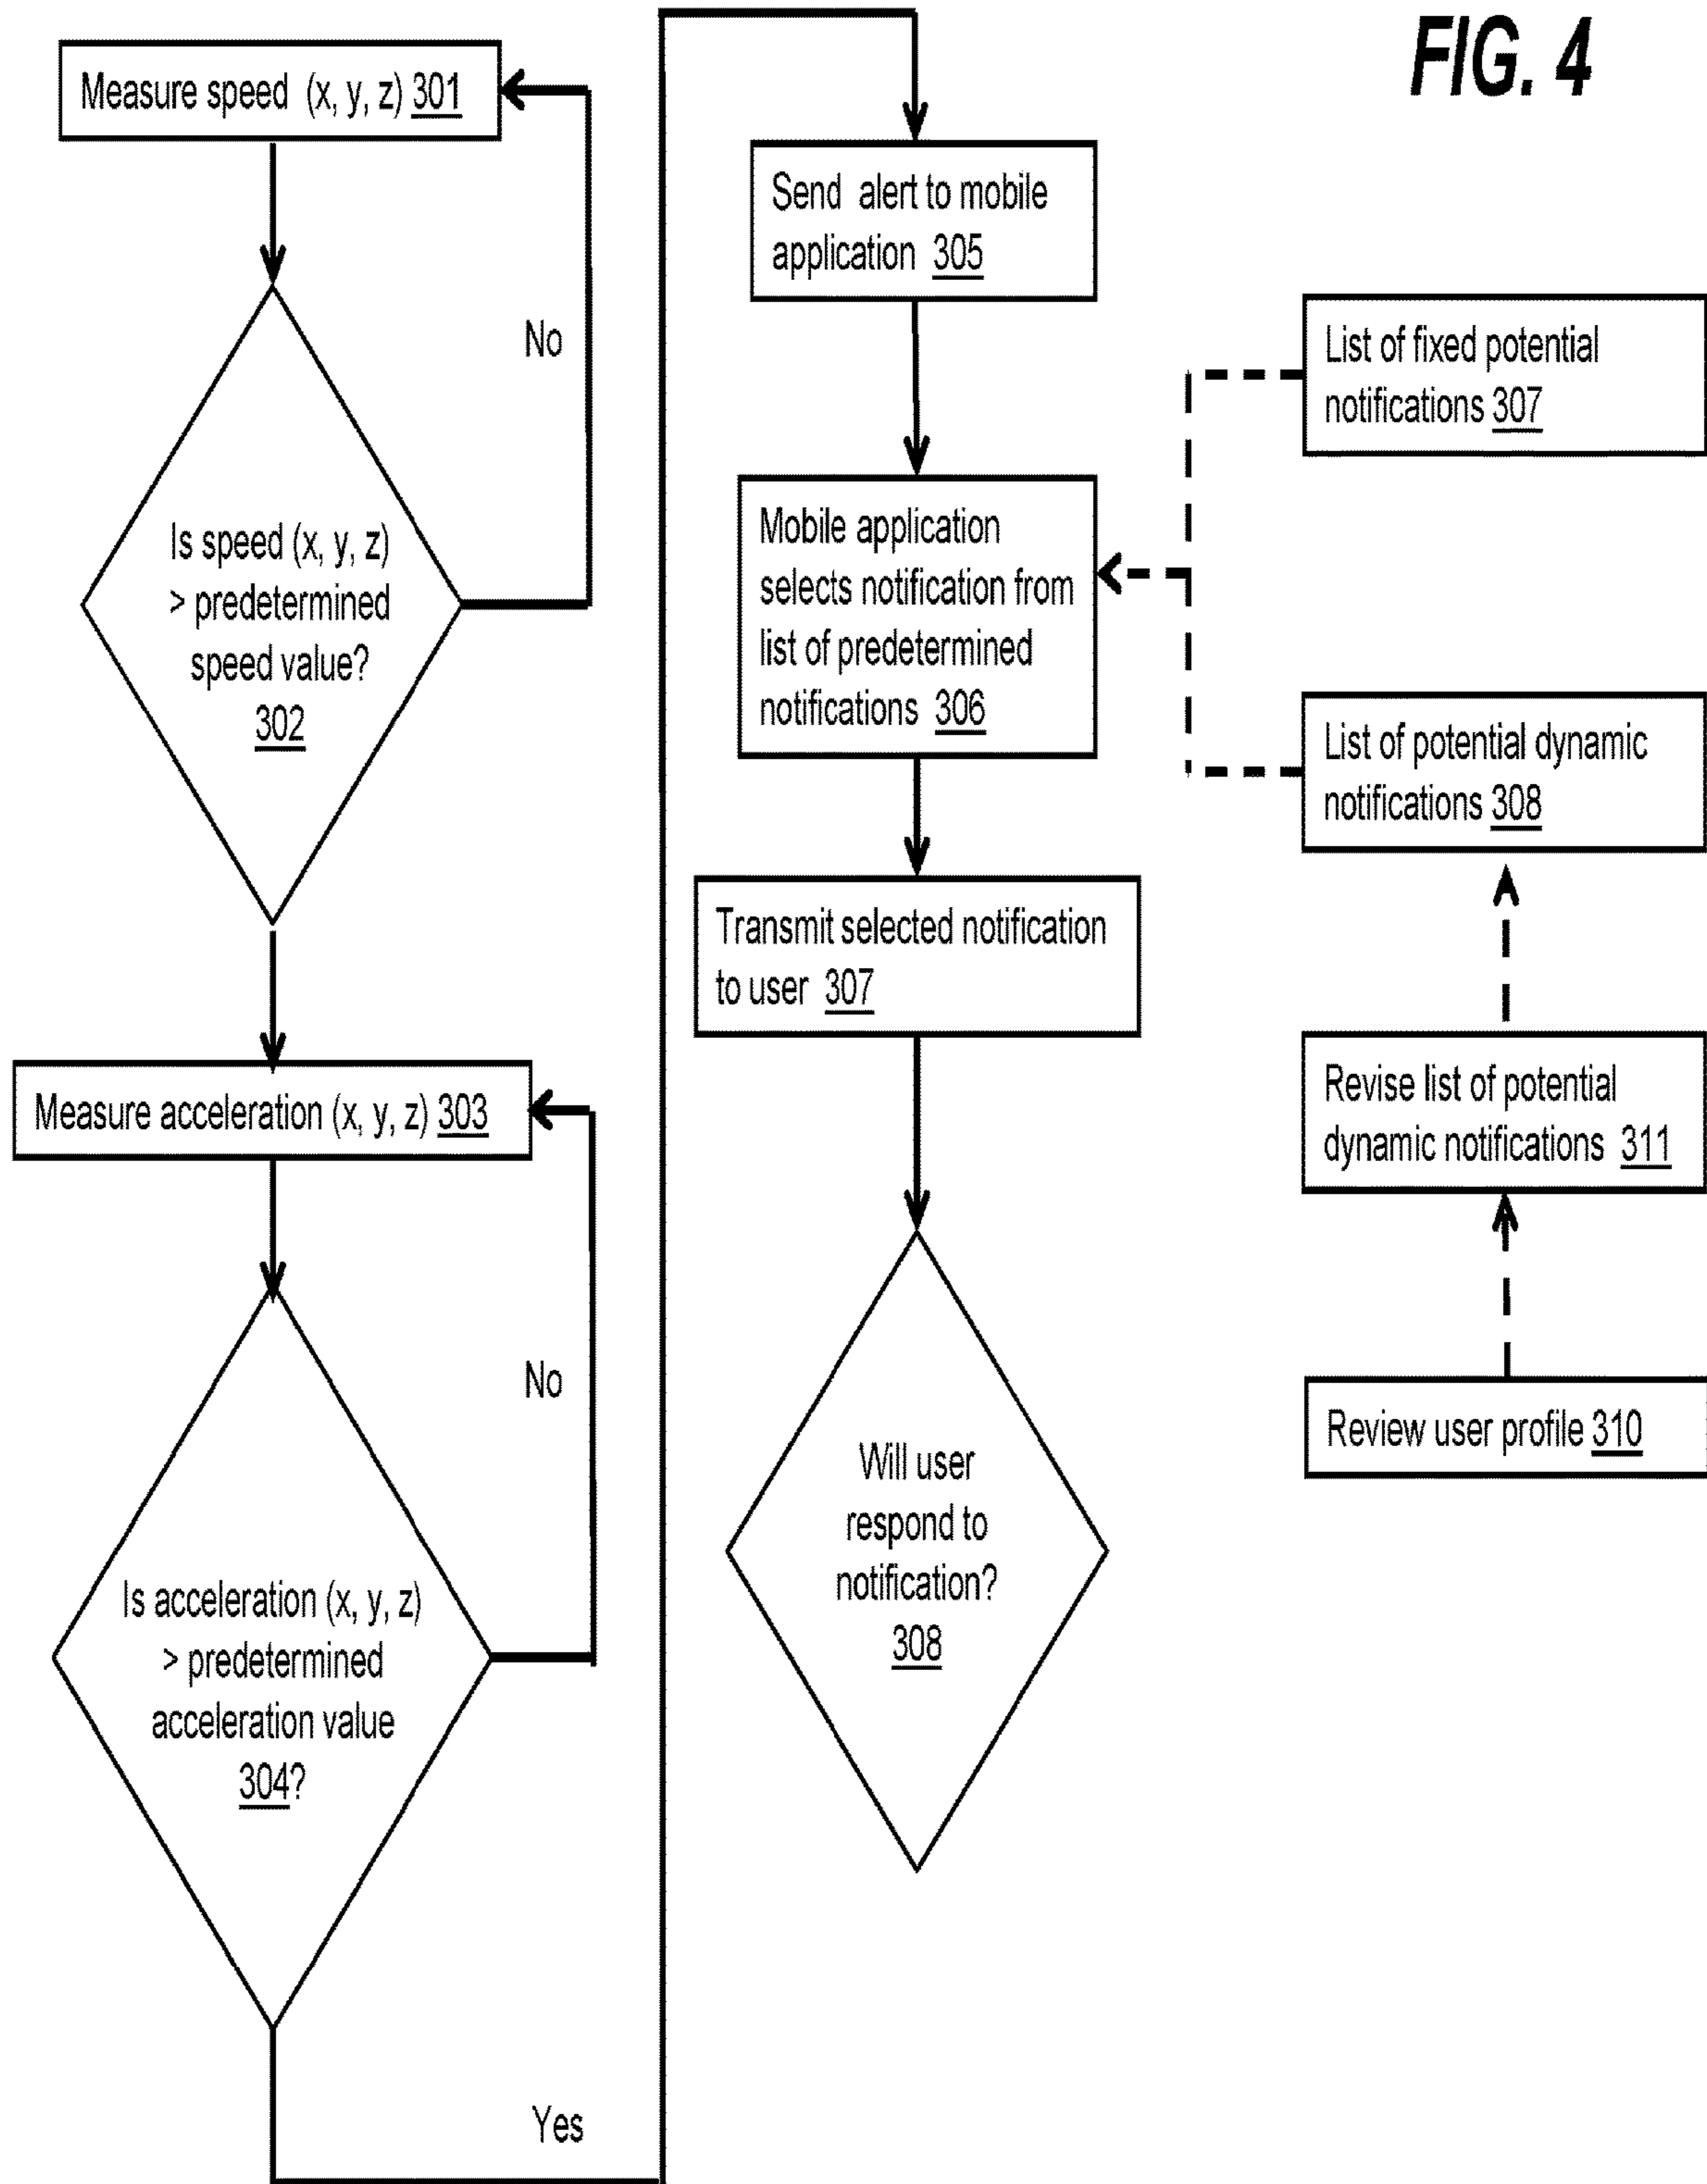 FIG. 4
Measure speed (x, y, z) 301
No
Is speed (x, y, z)
> predetermined
speed value?
302
Measure acceleration (x, y, z) 303
No
Is acceleration (x, y, z)
> predetermined
acceleration value
304?
Yes
Send alert to mobile
application 305
Mobile application
selects notification from
list of predetermined
notifications 306
Transmit selected notification
to user 307
Will user
respond to
notification?
308
List of fixed potential
notifications 307
List of potential dynamic
notifications 308
Revise list of potential
dynamic notifications 311
Review user profile 310